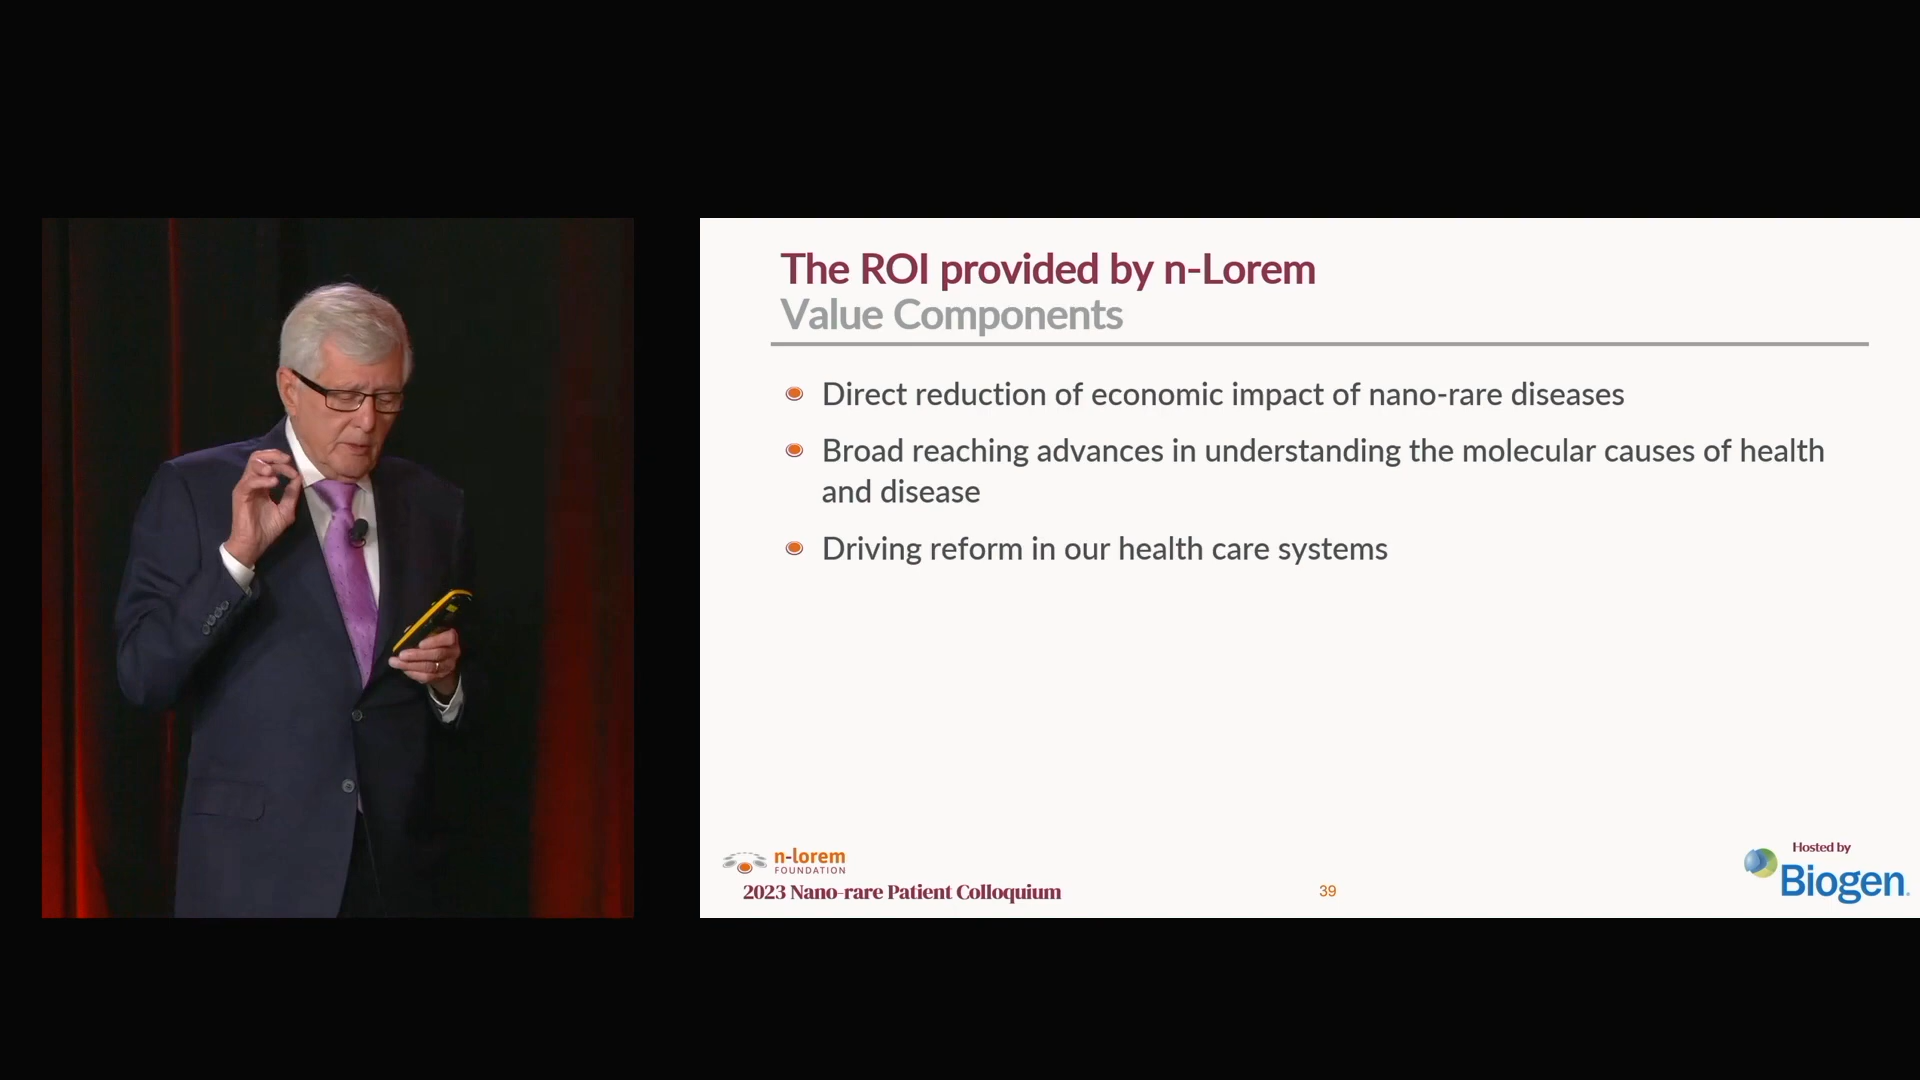 The ROI provided by n-Lorem
Value Components
Direct reduction of economic impact of nano-rare diseases
Broad reaching advances in understanding the molecular causes of health
and disease
Driving reform in our health care systems
n-lorem
FOUNDATION
2023 Nano-rare Patient Colloquium
39
Hosted by
Biogen.